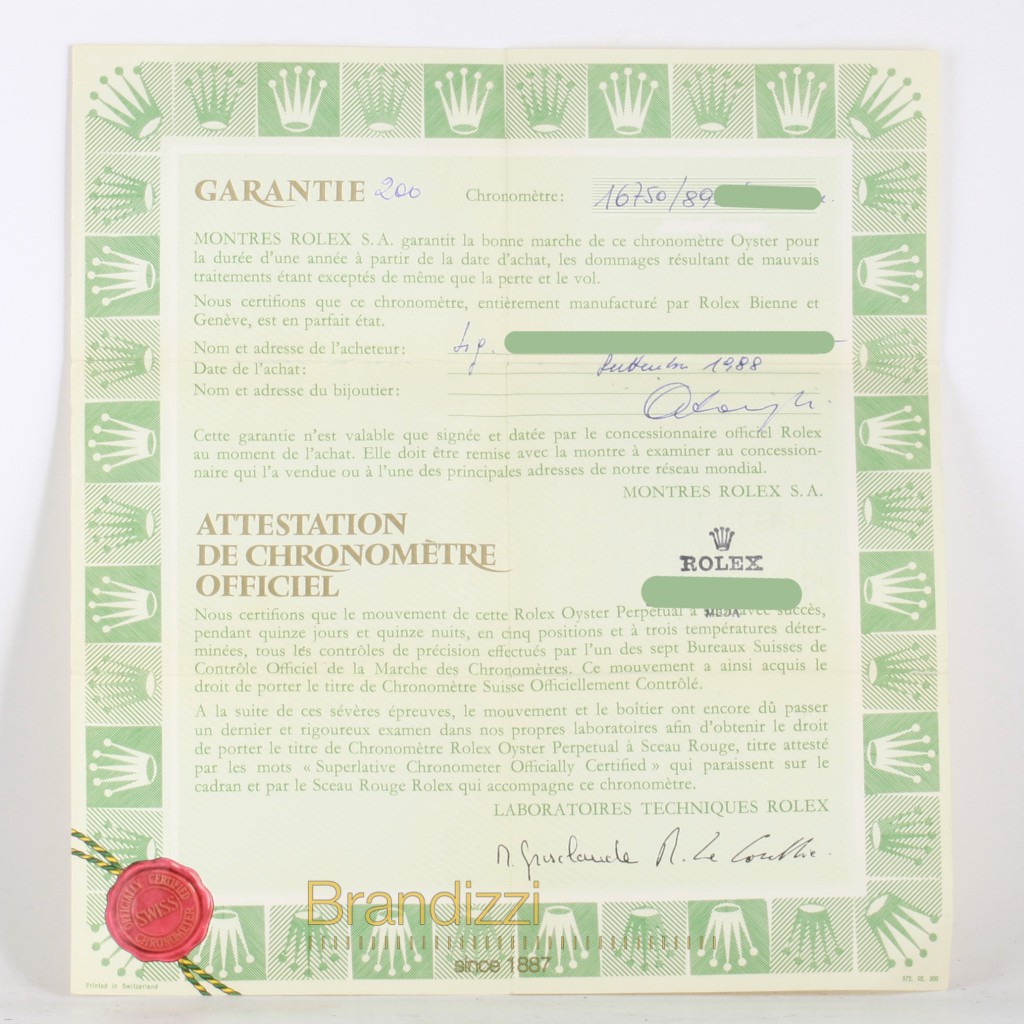 GARANTIE 200 Chronomètre: 16750/89
MONTRES ROLEX S.A. garantit la bonne marche de ce chronomètre Oyster pour
la durée d'une année à partir de la date d'achat, les dommages résultant de mauvais
traitements étant exceptés de même que la perte et le vol.
Nous certifions que ce chronomètre, entièrement manufacturé par Rolex Bienne et
Genève, est en parfait état.
Nom et adresse de l'acheteur: Sig.
Date de l'achat: Settembre 1988
Nom et adresse du bijoutier:
Cette garantie n'est valable que signée et datée par le concessionnaire officiel Rolex
au moment de l'achat. Elle doit être remise avec la montre à examiner au concession-
naire qui l'a vendue ou à l'une des principales adresses de notre réseau mondial.
MONTRES ROLEX S.A.
ATTESTATION
DE CHRONOMÈTRE
OFFICIEL
ROLEX
Nous certifions que le mouvement de cette Rolex Oyster Perpetual a avec succès,
pendant quinze jours et quinze nuits, en cinq positions et à trois températures déter-
minées, tous les contrôles de précision effectués par l'un des sept Bureaux Suisses de
Contrôle Officiel de la Marche des Chronomètres. Ce mouvement a ainsi acquis le
droit de porter le titre de Chronomètre Suisse Officiellement Contrôlé.
A la suite de ces sévères épreuves, le mouvement et le boîtier ont encore dû passer
un dernier et rigoureux examen dans nos propres laboratoires afin d'obtenir le droit
de porter le titre de Chronomètre Rolex Oyster Perpetual à Sceau Rouge, titre attesté
par les mots « Superlative Chronometer Officially Certified » qui paraissent sur le
cadran et par le Sceau Rouge Rolex qui accompagne ce chronomètre.
LABORATOIRES TECHNIQUES ROLEX
OFFICIALLY CERTIFIED
SWISS
CHRONOMETER
Brandizzi
since 1887
Printed in Switzerland